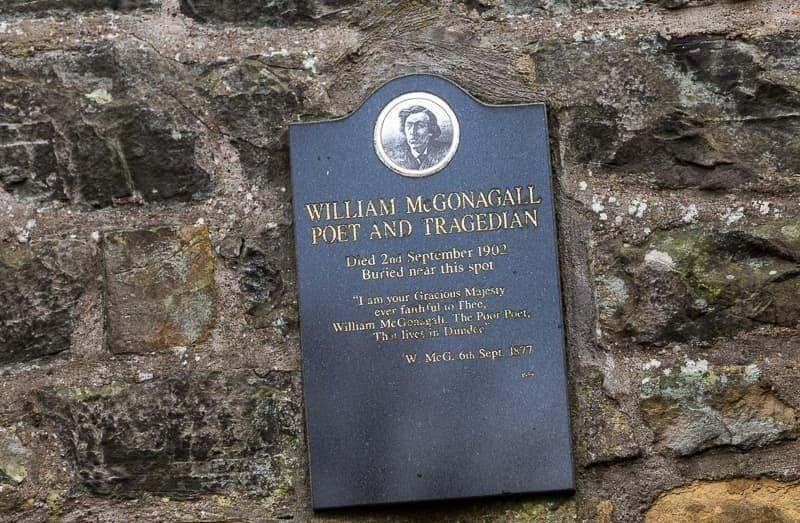 WILLIAM McGONAGALL
POET AND TRAGEDIAN
Died 2nd September 1902
Buried near this spot
"I am your Gracious Majesty
ever faithful to Thee,
William McGonagall, The Poor Poet,
That lives in Dundee"
W. McG. 6th Sept. 1877